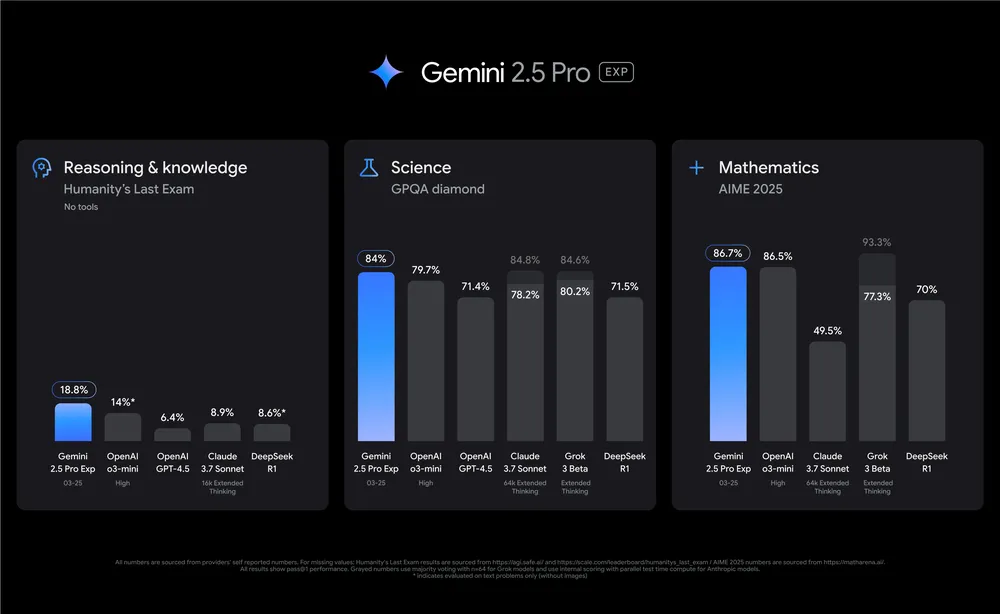 Gemini 2.5 Pro EXP
Reasoning & knowledge
Humanity's Last Exam
No tools
18.8%
14%*
6.4%
8.9%
8.6%*
Gemini
2.5 Pro Exp
03-25
OpenAI
o3-mini
High
OpenAI
GPT-4.5
Claude
3.7 Sonnet
16k Extended
Thinking
DeepSeek
R1
Science
GPQA diamond
84%
79.7%
71.4%
84.8%
78.2%
84.6%
80.2%
71.5%
Gemini
2.5 Pro Exp
03-25
OpenAI
o3-mini
High
OpenAI
GPT-4.5
Claude
3.7 Sonnet
64k Extended
Thinking
Grok
3 Beta
Extended
Thinking
DeepSeek
R1
Mathematics
AIME 2025
86.7%
86.5%
49.5%
93.3%
77.3%
70%
Gemini
2.5 Pro Exp
03-25
OpenAI
o3-mini
High
Claude
3.7 Sonnet
64k Extended
Thinking
Grok
3 Beta
Extended
Thinking
DeepSeek
R1
All numbers are sourced from providers' self reported numbers. For missing values: Humanity's Last Exam results are sourced from https://agi.safe.ai/ and https://scale.com/leaderboard/humanitys_last_exam / AIME 2025 numbers are sourced from https://matharena.ai/.
All results show pass@1 performance. Grayed numbers use majority voting with n=64 for Grok models and use internal scoring with parallel test time compute for Anthropic models.
* indicates evaluated on text problems only (without images)